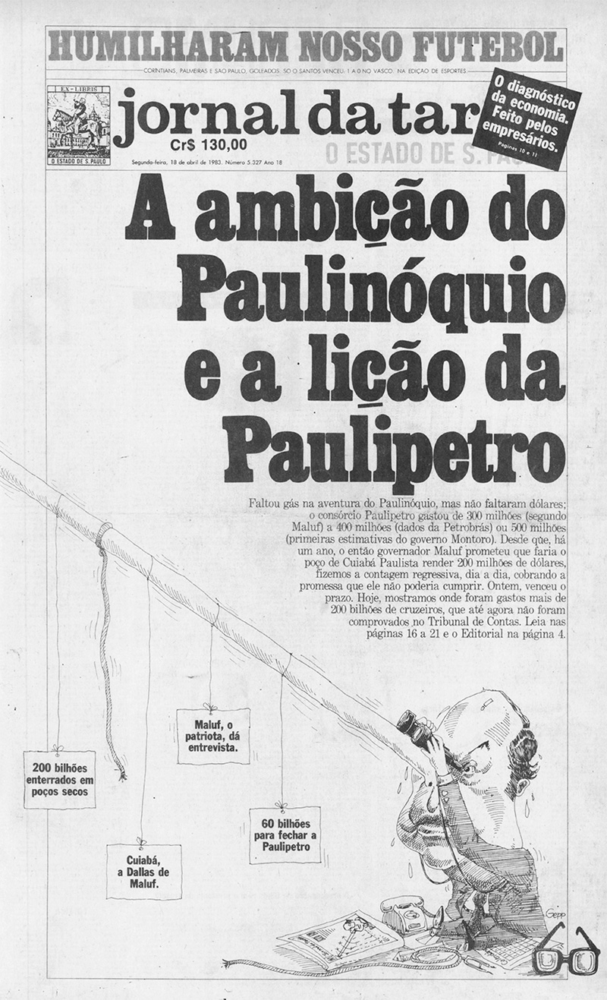 HUMILHARAM NOSSO FUTEBOL
CORINTIANS, PALMEIRAS E SÃO PAULO, GOLEADOS. SÓ O SANTOS VENCEU: 1 A 0 NO VASCO. NA EDIÇÃO DE ESPORTES.
EX-LIBRIS
O ESTADO DE S. PAULO
jornal da tar
Cr$ 130,00
O ESTADO DE S. PA
Segunda-feira, 18 de abril de 1983. Número 5.327 Ano 18
O diagnóstico
da economia.
Feito pelos
empresários.
Páginas 10 e 11
A ambição do
Paulinóquio
e a lição da
Paulipetro
Faltou gás na aventura do Paulinóquio, mas não faltaram dólares;
o consórcio Paulipetro gastou de 300 milhões (segundo
Maluf) a 400 milhões (dados da Petrobrás) ou 500 milhões
(primeiras estimativas do governo Montoro). Desde que, há
um ano, o então governador Maluf prometeu que faria o
poço de Cuiabá Paulista render 200 milhões de dólares,
fizemos a contagem regressiva, dia a dia, cobrando a
promessa que ele não poderia cumprir. Ontem, venceu o
prazo. Hoje, mostramos onde foram gastos mais de
200 bilhões de cruzeiros, que até agora não foram
comprovados no Tribunal de Contas. Leia nas
páginas 16 a 21 e o Editorial na página 4.
Maluf, o
patriota, dá
entrevista.
200 bilhões
enterrados em
poços secos
60 bilhões
para fechar a
Paulipetro
Cuiabá,
a Dallas de
Maluf.
Gepp